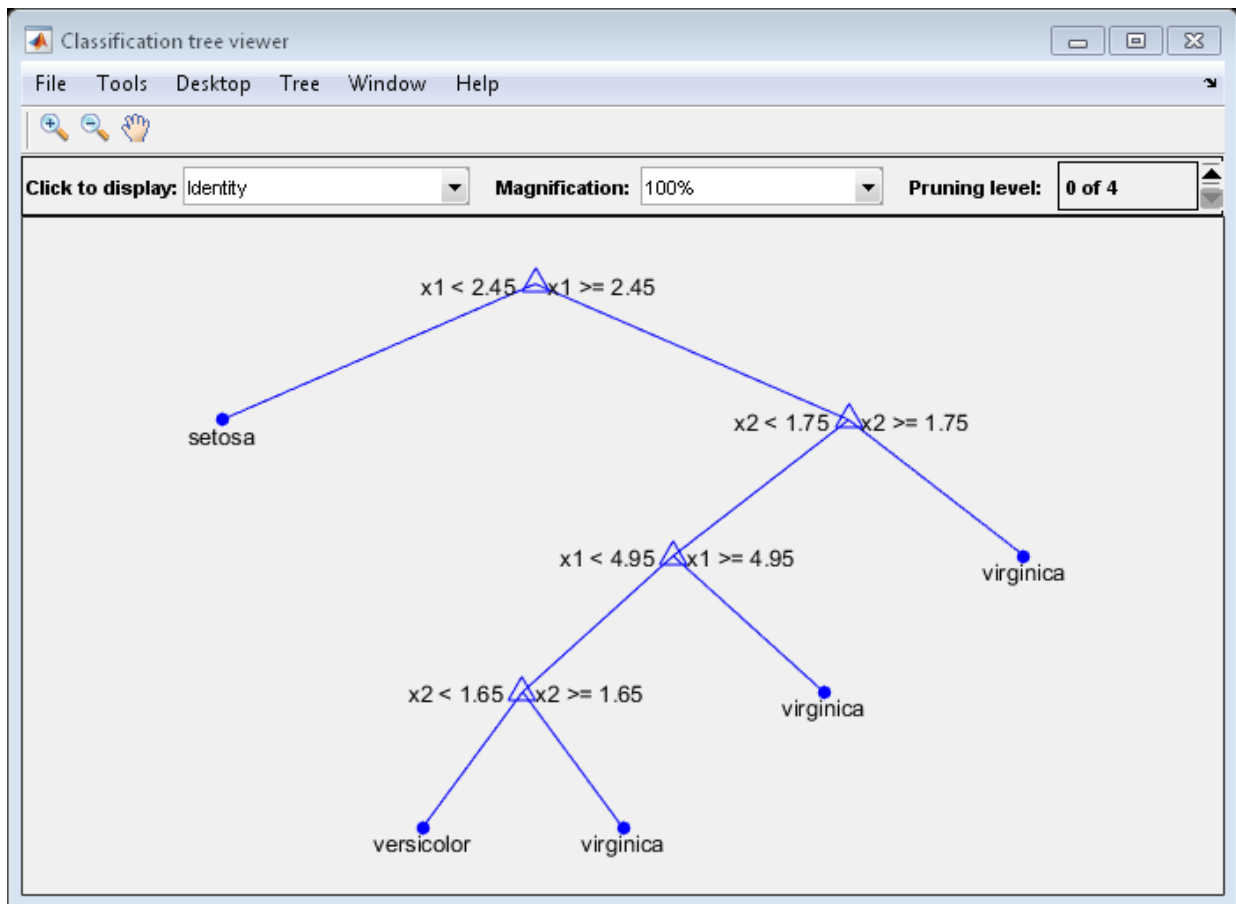 Classification tree viewer
File Tools Desktop Tree Window Help
Click to display: Identity Magnification: 100% Pruning level: 0 of 4
x1 < 2.45 x1 >= 2.45
setosa
x2 < 1.75 x2 >= 1.75
x1 < 4.95 x1 >= 4.95
virginica
x2 < 1.65 x2 >= 1.65
virginica
versicolor virginica